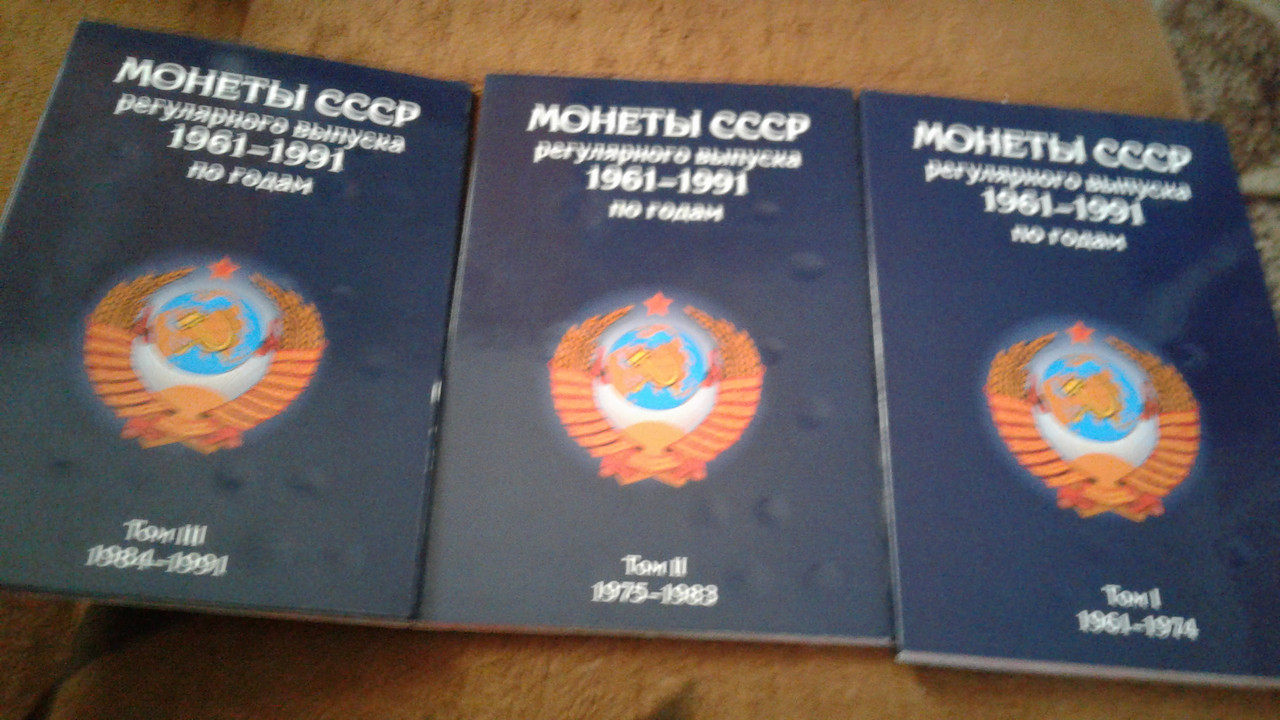 МОНЕТЫ СССР
регулярного выпуска
1961-1991
по годам
Том III
1984-1991
МОНЕТЫ СССР
регулярного выпуска
1961-1991
по годам
Том II
1975-1983
МОНЕТЫ СССР
регулярного выпуска
1961-1991
по годам
Том I
1961-1974